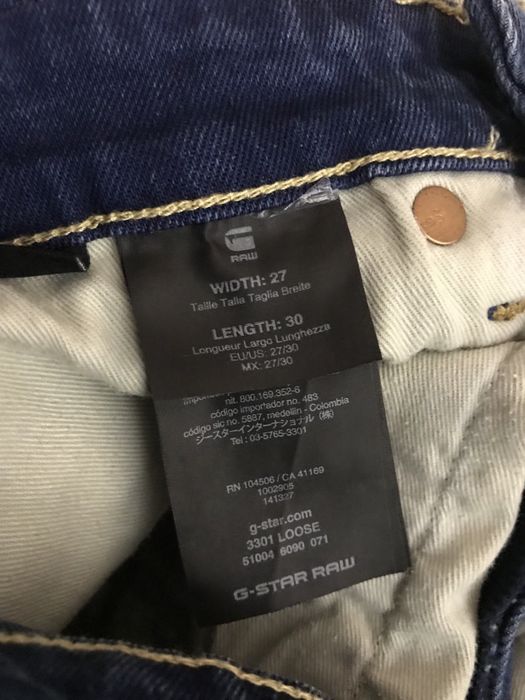 G
RAW
WIDTH: 27
Taille Talla Taglia Breite
LENGTH: 30
Longueur Largo Lunghezza
EU/US: 27/30
MX: 27/30
nit. 800.169.352-6
código importador no. 483
código sic no. 5887, medellin - Colombia
ジースターインターナショナル (株)
Tel : 03-5765-3301
RN 104506 / CA 41169
1002905
141327
g-star.com
3301 LOOSE
51004 6090 071
G-STAR RAW